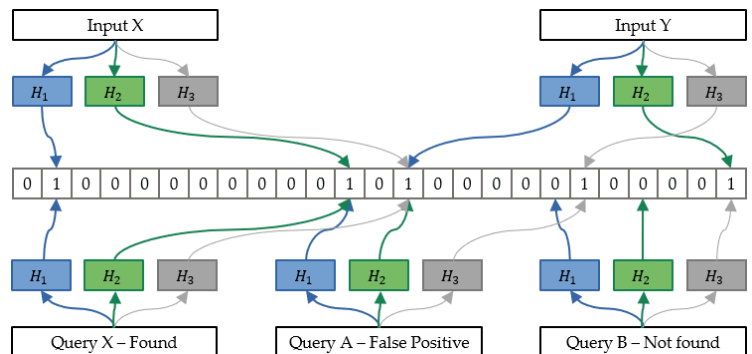 Input X Input Y
H₁ H₂ H₃ H₁ H₂ H₃
0 1 0 0 0 0 0 0 0 0 0 1 0 1 0 0 0 0 0 1 0 0 0 0 1
H₁ H₂ H₃ H₁ H₂ H₃ H₁ H₂ H₃
Query X – Found Query A – False Positive Query B – Not found